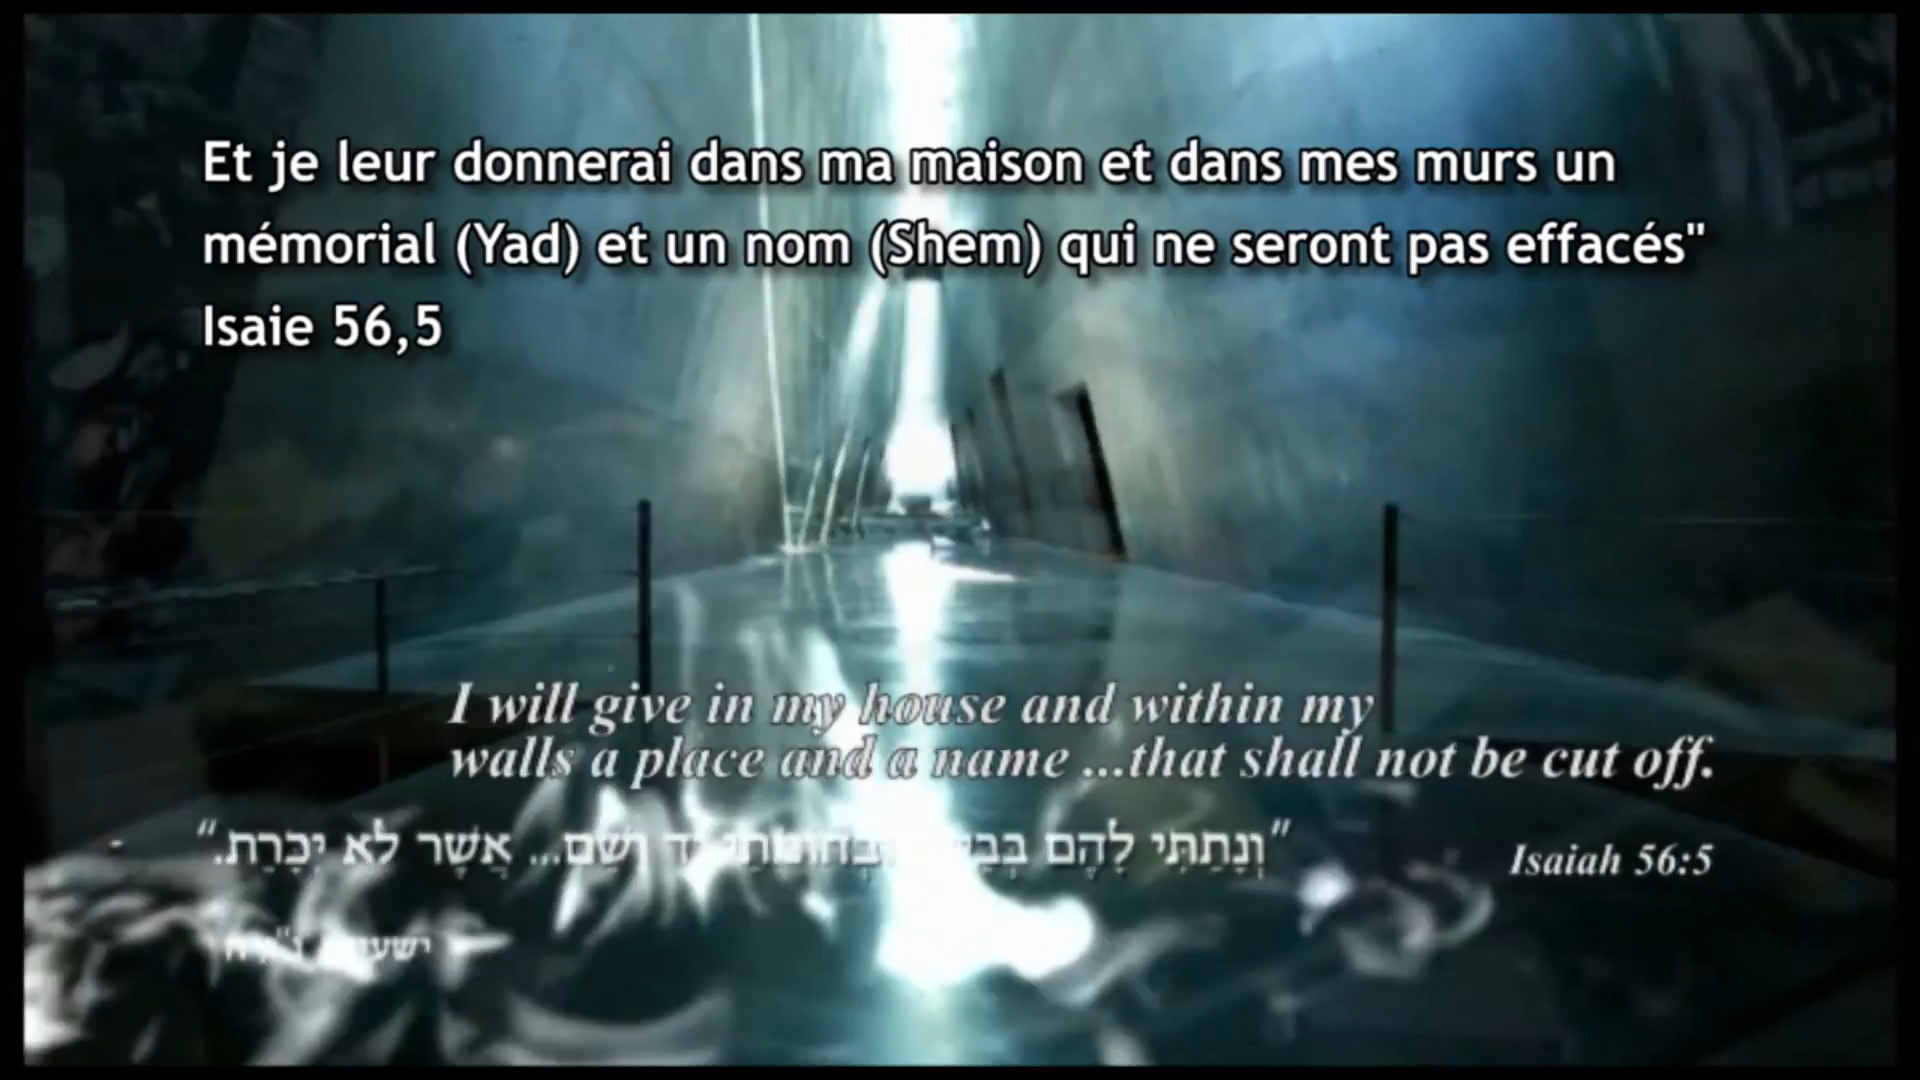 Et je leur donnerai dans ma maison et dans mes murs un
mémorial (Yad) et un nom (Shem) qui ne seront pas effacés"
Isaie 56,5
I will give in my house and within my
walls a place and a name ...that shall not be cut off.
"וְנָתַתִּי לָהֶם יָד וָשֵׁם... אֲשֶׁר לֹא יִכָּרֵת."
Isaiah 56:5